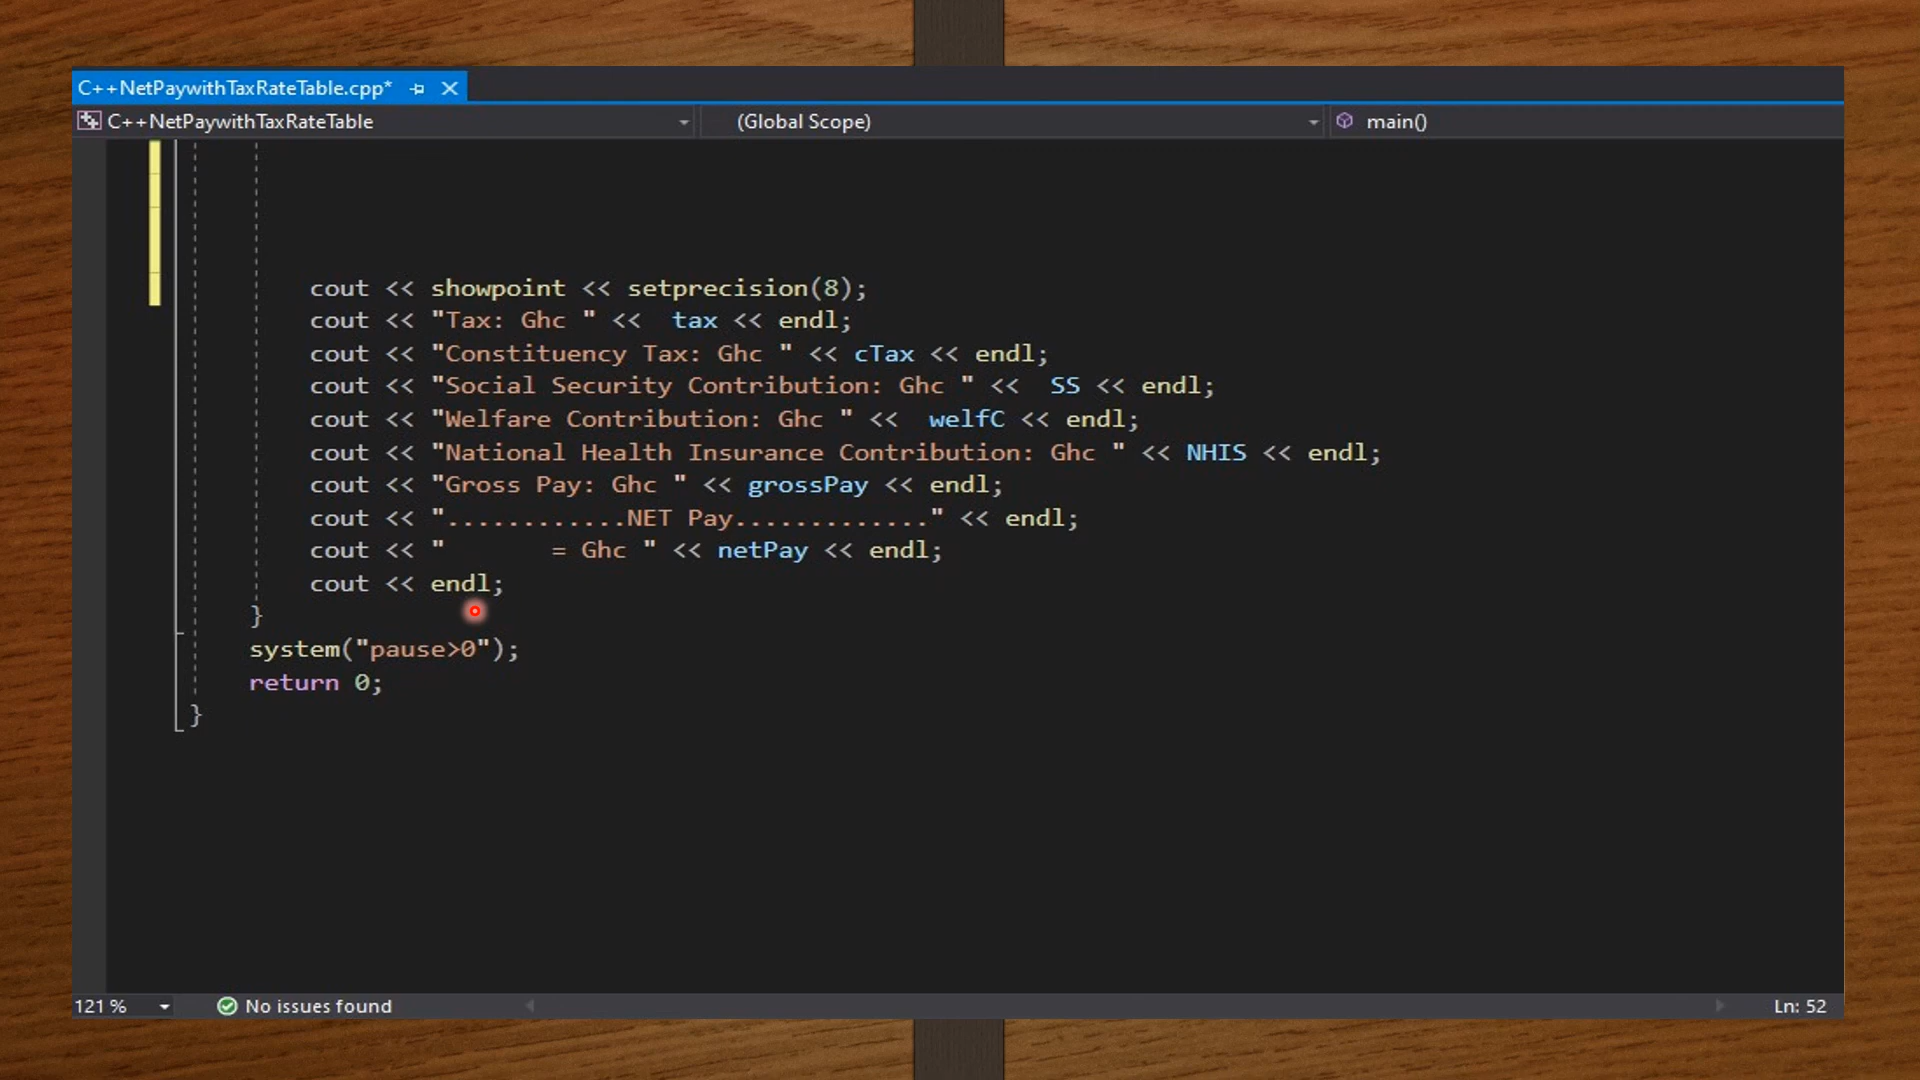 C++NetPaywithTaxRateTable.cpp*
C++NetPaywithTaxRateTable (Global Scope) main()
cout << showpoint << setprecision(8);
cout << "Tax: Ghc " <<  tax << endl;
cout << "Constituency Tax: Ghc " << cTax << endl;
cout << "Social Security Contribution: Ghc " <<  SS << endl;
cout << "Welfare Contribution: Ghc " <<  welfC << endl;
cout << "National Health Insurance Contribution: Ghc " << NHIS << endl;
cout << "Gross Pay: Ghc " << grossPay << endl;
cout << "............NET Pay............." << endl;
cout << "       = Ghc " << netPay << endl;
cout << endl;
}
system("pause>0");
return 0;
}
121 % No issues found Ln: 52